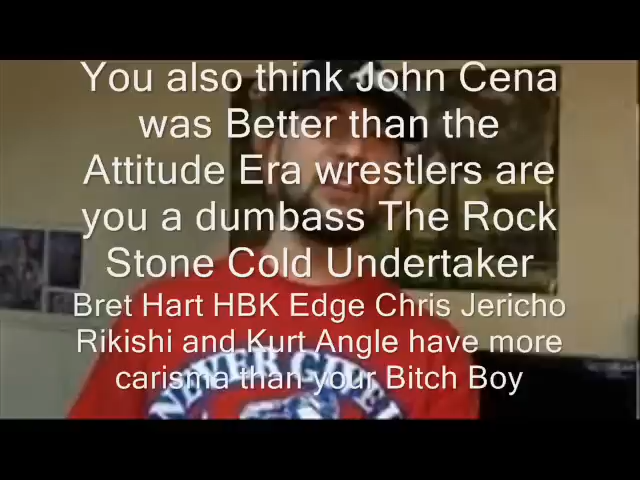 You also think John Cena
was Better than the
Attitude Era wrestlers are
you a dumbass The Rock
Stone Cold Undertaker
Bret Hart HBK Edge Chris Jericho
Rikishi and Kurt Angle have more
carisma than your Bitch Boy
NEVER